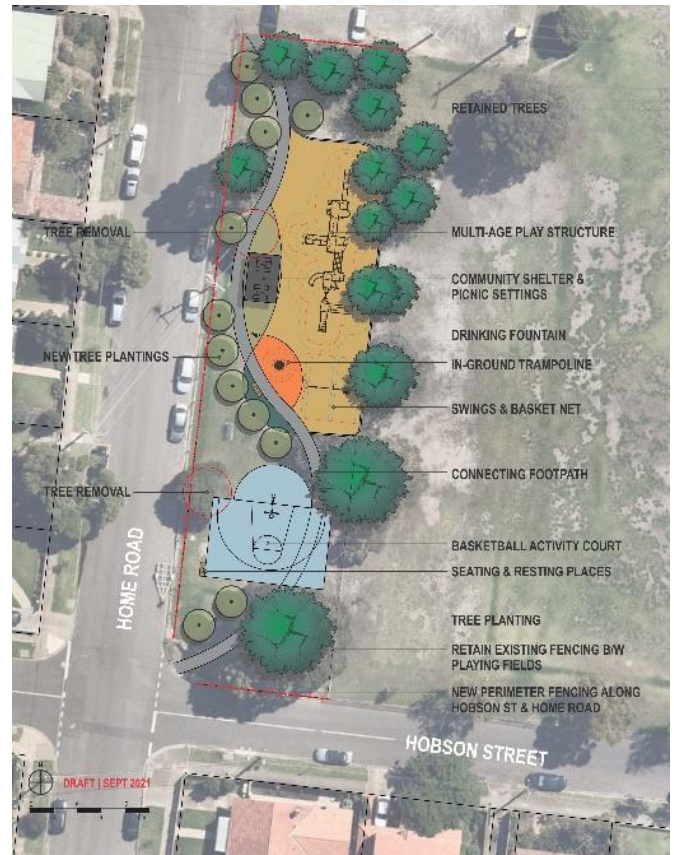 RETAINED TREES
TREE REMOVAL
MULTI-AGE PLAY STRUCTURE
COMMUNITY SHELTER &
PICNIC SETTINGS
DRINKING FOUNTAIN
NEW TREE PLANTINGS
IN-GROUND TRAMPOLINE
SWINGS & BASKET NET
CONNECTING FOOTPATH
TREE REMOVAL
HOME ROAD
BASKETBALL ACTIVITY COURT
SEATING & RESTING PLACES
TREE PLANTING
RETAIN EXISTING FENCING B/W
PLAYING FIELDS
NEW PERIMETER FENCING ALONG
HOBSON ST & HOME ROAD
HOBSON STREET
DRAFT | SEPT 2021